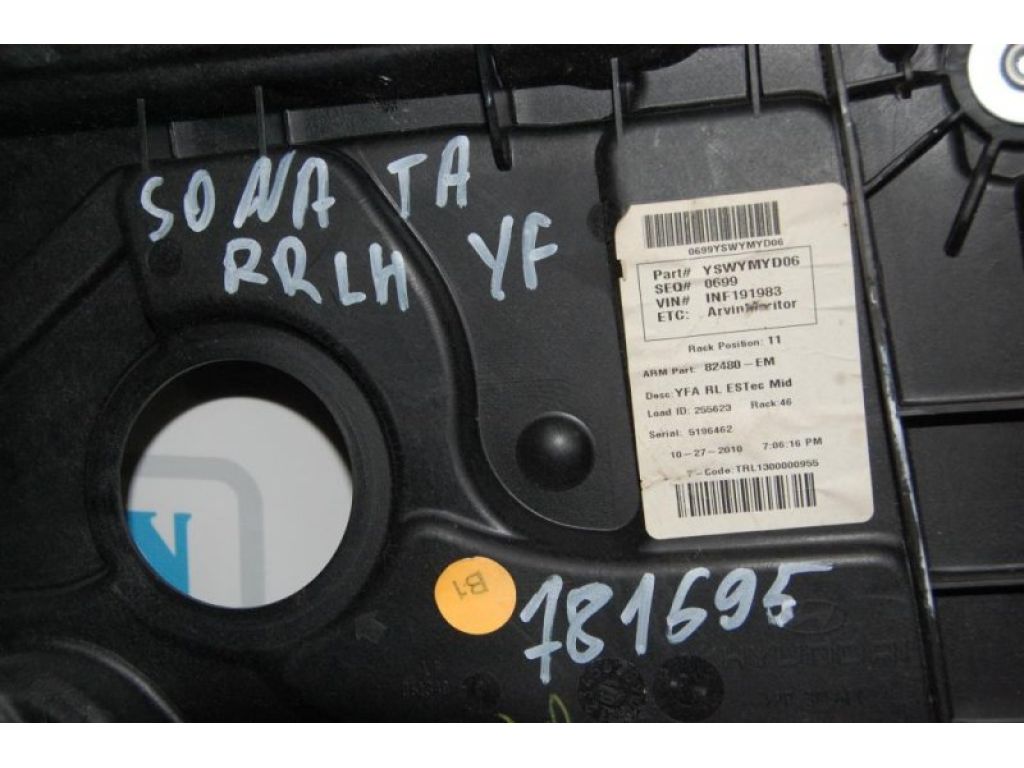 SONATA
RRLH YF
0699YSWYMYD06
Part# YSWYMYD06
SEQ# 0699
VIN# INF191983
ETC: ArvinMeritor
Rack Position: 11
ARM Part: 82480-EM
Desc: YFA RL ESTec Mid
Load ID: 255623 Rack: 46
Serial: 5196462
10-27-2010 7:06:16 PM
T-Code: TRL1300000955
B1
781695